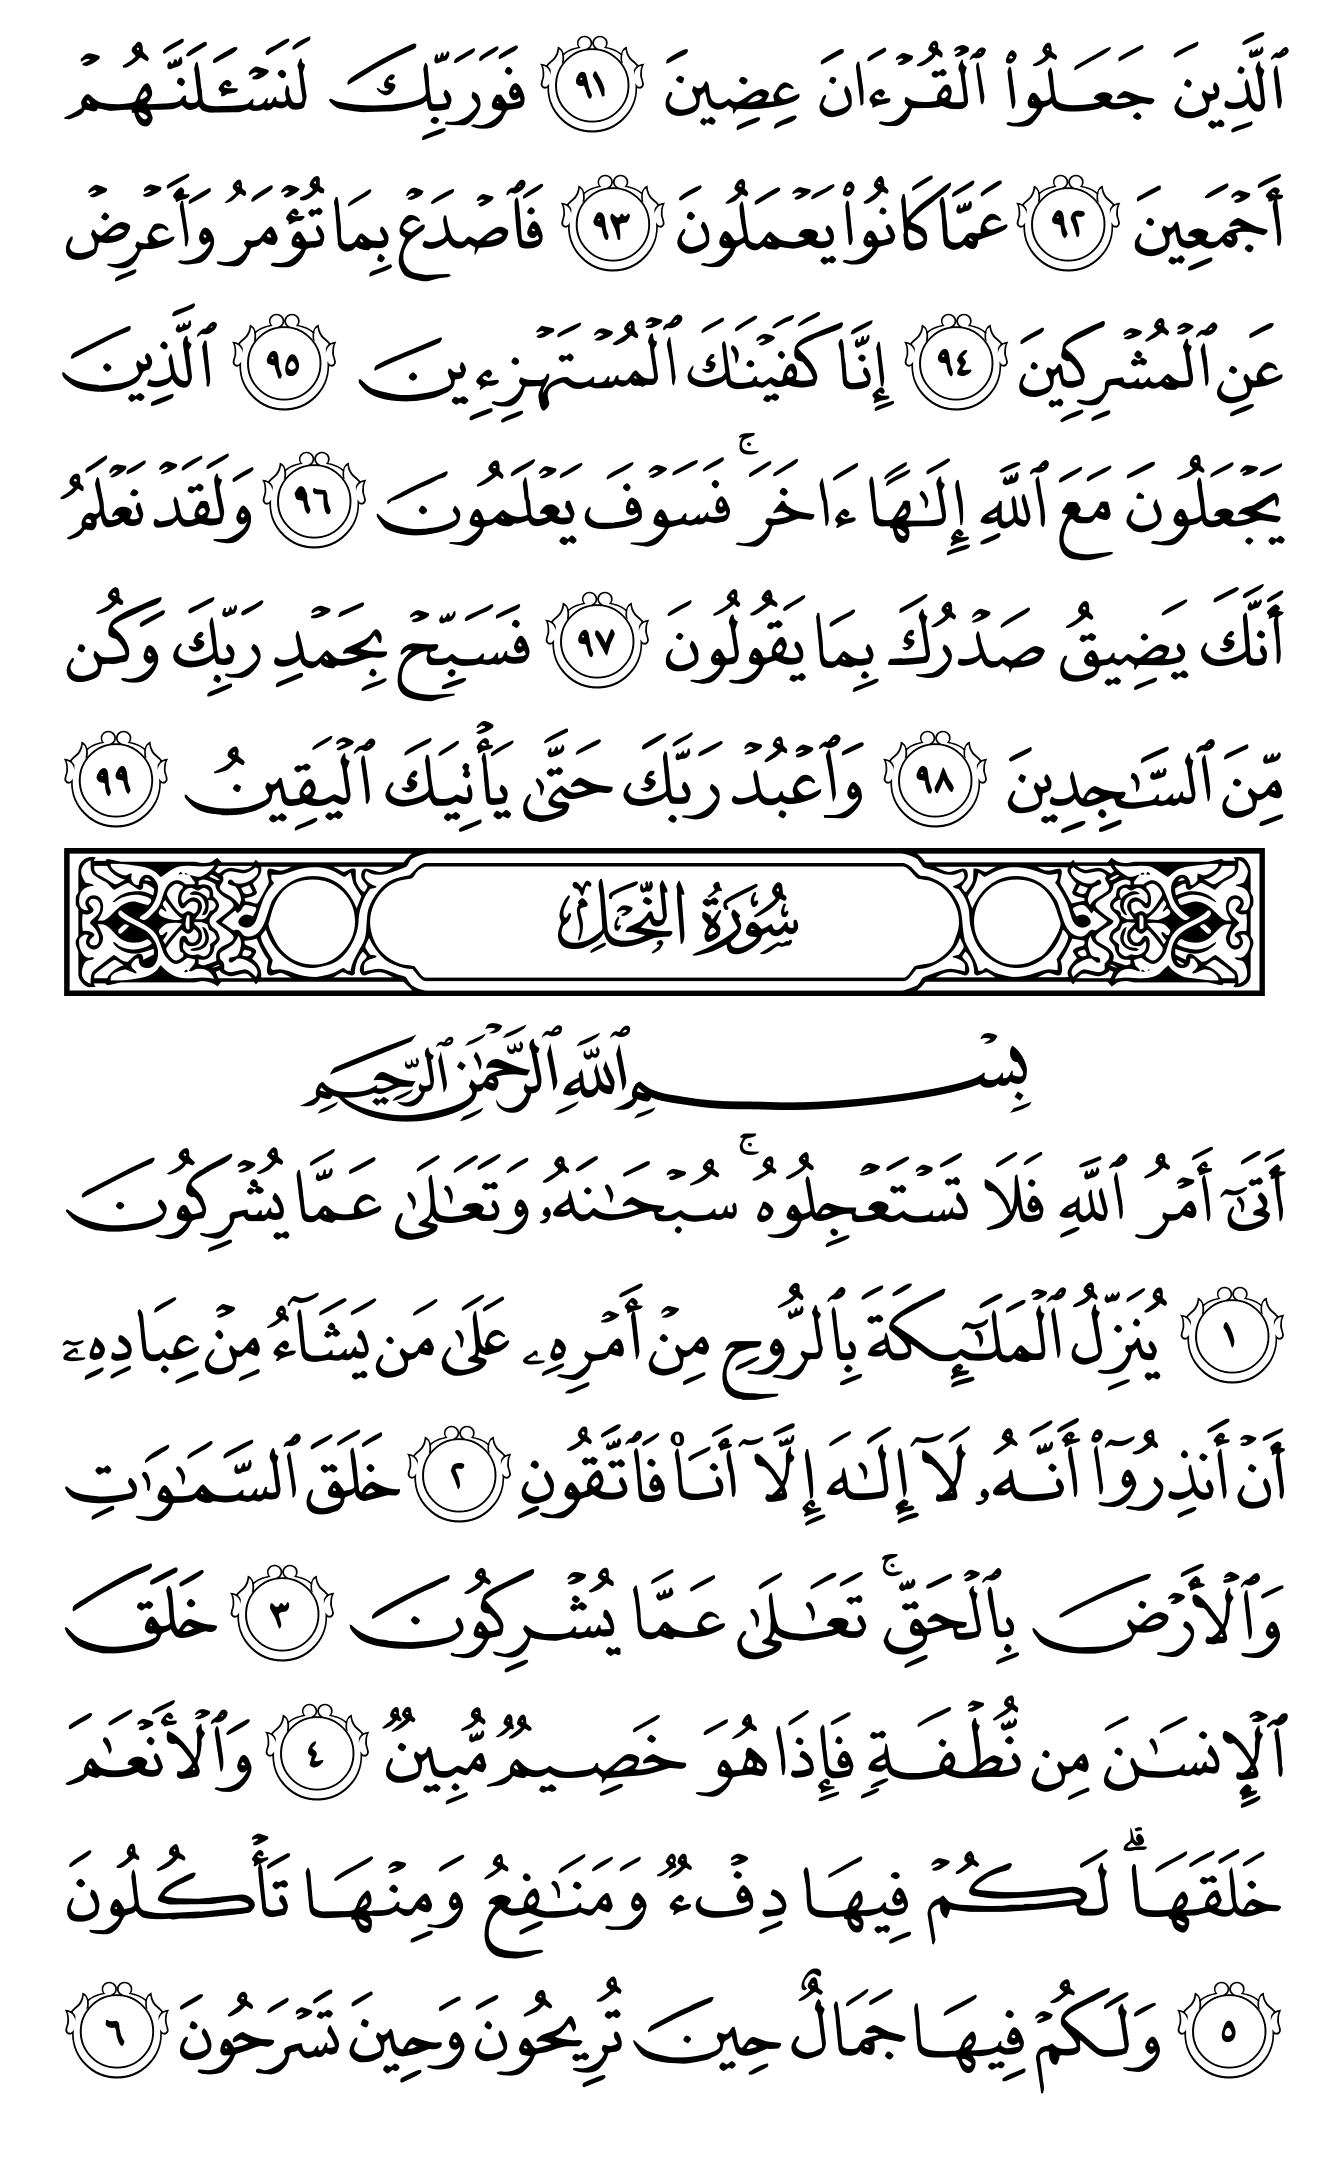 ٱلَّذِينَ جَعَلُوا۟ ٱلْقُرْءَانَ عِضِينَ ٩١ فَوَرَبِّكَ لَنَسْـَٔلَنَّهُمْ
أَجْمَعِينَ ٩٢ عَمَّا كَانُوا۟ يَعْمَلُونَ ٩٣ فَٱصْدَعْ بِمَا تُؤْمَرُ وَأَعْرِضْ
عَنِ ٱلْمُشْرِكِينَ ٩٤ إِنَّا كَفَيْنَـٰكَ ٱلْمُسْتَهْزِءِينَ ٩٥ ٱلَّذِينَ
يَجْعَلُونَ مَعَ ٱللَّهِ إِلَـٰهًا ءَاخَرَ ۚ فَسَوْفَ يَعْلَمُونَ ٩٦ وَلَقَدْ نَعْلَمُ
أَنَّكَ يَضِيقُ صَدْرُكَ بِمَا يَقُولُونَ ٩٧ فَسَبِّحْ بِحَمْدِ رَبِّكَ وَكُن
مِّنَ ٱلسَّـٰجِدِينَ ٩٨ وَٱعْبُدْ رَبَّكَ حَتَّىٰ يَأْتِيَكَ ٱلْيَقِينُ ٩٩
سُورَةُ النَّحْلِ
بِسْمِ ٱللَّهِ ٱلرَّحْمَـٰنِ ٱلرَّحِيمِ
أَتَىٰٓ أَمْرُ ٱللَّهِ فَلَا تَسْتَعْجِلُوهُ ۚ سُبْحَـٰنَهُۥ وَتَعَـٰلَىٰ عَمَّا يُشْرِكُونَ
١ يُنَزِّلُ ٱلْمَلَـٰٓئِكَةَ بِٱلرُّوحِ مِنْ أَمْرِهِۦ عَلَىٰ مَن يَشَآءُ مِنْ عِبَادِهِۦٓ
أَنْ أَنذِرُوٓا۟ أَنَّهُۥ لَآ إِلَـٰهَ إِلَّآ أَنَا۠ فَٱتَّقُونِ ٢ خَلَقَ ٱلسَّمَـٰوَٰتِ
وَٱلْأَرْضَ بِٱلْحَقِّ ۚ تَعَـٰلَىٰ عَمَّا يُشْرِكُونَ ٣ خَلَقَ
ٱلْإِنسَـٰنَ مِن نُّطْفَةٍ فَإِذَا هُوَ خَصِيمٌ مُّبِينٌ ٤ وَٱلْأَنْعَـٰمَ
خَلَقَهَا ۗ لَكُمْ فِيهَا دِفْءٌ وَمَنَـٰفِعُ وَمِنْهَا تَأْكُلُونَ
٥ وَلَكُمْ فِيهَا جَمَالٌ حِينَ تُرِيحُونَ وَحِينَ تَسْرَحُونَ ٦